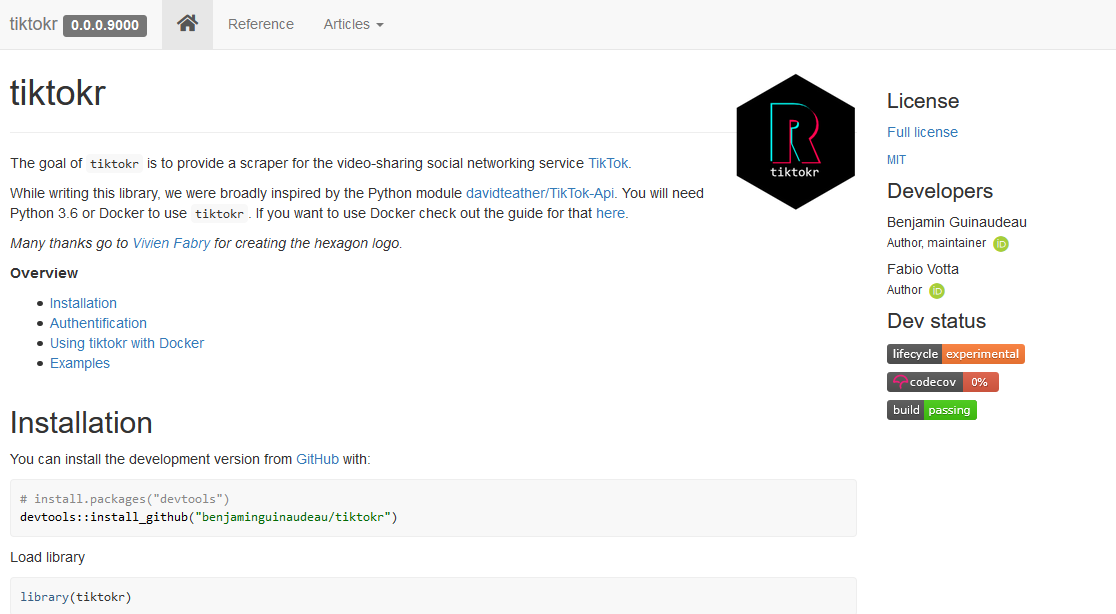 tiktokr 0.0.0.9000 Reference Articles
tiktokr
tiktokr
The goal of tiktokr is to provide a scraper for the video-sharing social networking service TikTok.
While writing this library, we were broadly inspired by the Python module davidteather/TikTok-Api. You will need
Python 3.6 or Docker to use tiktokr. If you want to use Docker check out the guide for that here.
Many thanks go to Vivien Fabry for creating the hexagon logo.
Overview
Installation
Authentification
Using tiktokr with Docker
Examples
Installation
You can install the development version from GitHub with:
# install.packages("devtools")
devtools::install_github("benjaminguinaudeau/tiktokr")
Load library
library(tiktokr)
License
Full license
MIT
Developers
Benjamin Guinaudeau
Author, maintainer iD
Fabio Votta
Author iD
Dev status
lifecycle experimental
codecov 0%
build passing